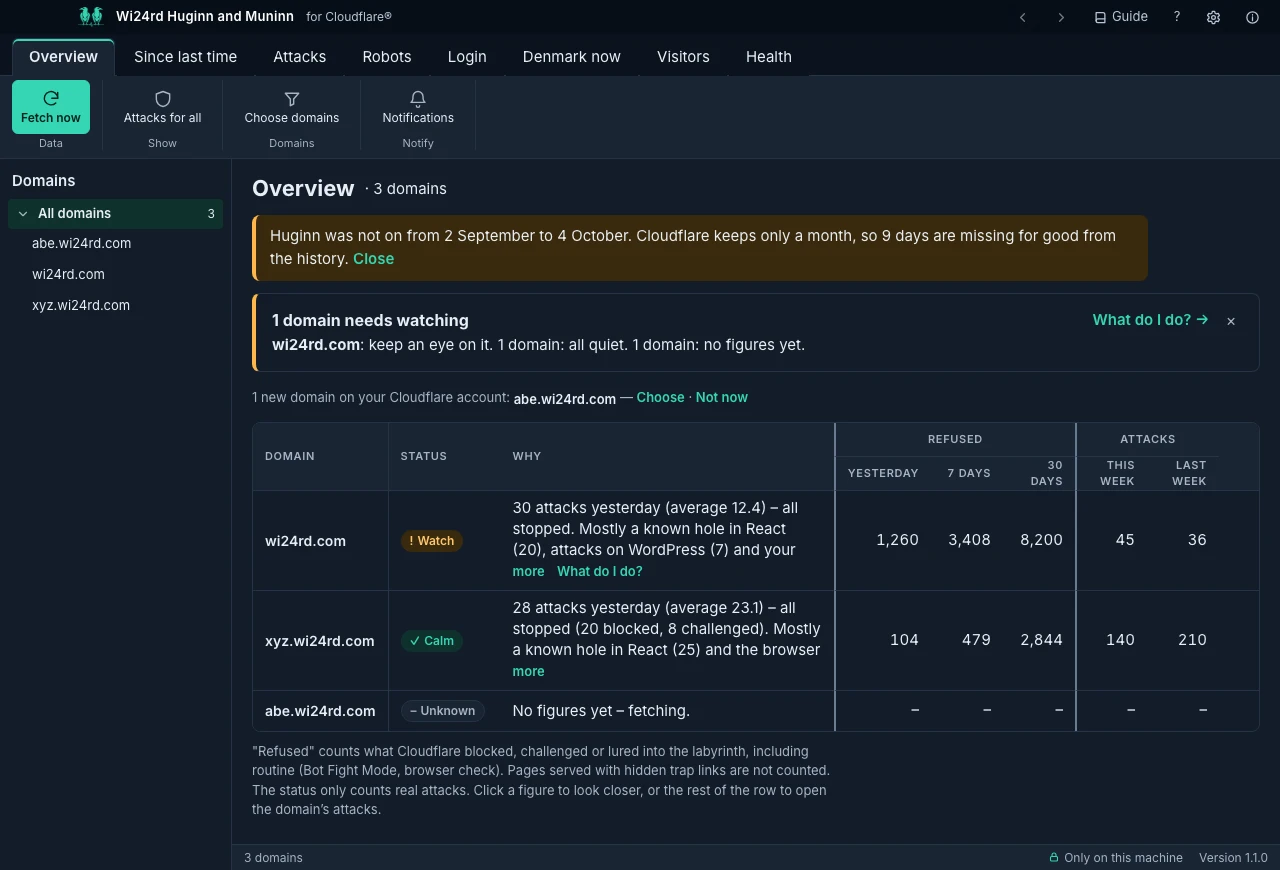 Wi24rd Huginn and Muninn for Cloudflare®
Guide ?
Overview Since last time Attacks Robots Login Denmark now Visitors Health
Fetch now Attacks for all Choose domains Notifications
Data Show Domains Notify
Domains
All domains 3
abe.wi24rd.com
wi24rd.com
xyz.wi24rd.com
Overview · 3 domains
Huginn was not on from 2 September to 4 October. Cloudflare keeps only a month, so 9 days are missing for good from
the history. Close
1 domain needs watching
What do I do? → ×
wi24rd.com: keep an eye on it. 1 domain: all quiet. 1 domain: no figures yet.
1 new domain on your Cloudflare account: abe.wi24rd.com — Choose · Not now
DOMAIN STATUS WHY
REFUSED ATTACKS
YESTERDAY 7 DAYS 30 DAYS THIS WEEK LAST WEEK
wi24rd.com
! Watch
30 attacks yesterday (average 12.4) – all
stopped. Mostly a known hole in React
(20), attacks on WordPress (7) and your
more What do I do?
1,260 3,408 8,200 45 36
xyz.wi24rd.com
✓ Calm
28 attacks yesterday (average 23.1) – all
stopped (20 blocked, 8 challenged). Mostly
a known hole in React (25) and the browser
more
104 479 2,844 140 210
abe.wi24rd.com
– Unknown
No figures yet – fetching.
– – – – –
"Refused" counts what Cloudflare blocked, challenged or lured into the labyrinth, including
routine (Bot Fight Mode, browser check). Pages served with hidden trap links are not counted.
The status only counts real attacks. Click a figure to look closer, or the rest of the row to open
the domain's attacks.
3 domains
Only on this machine Version 1.1.0